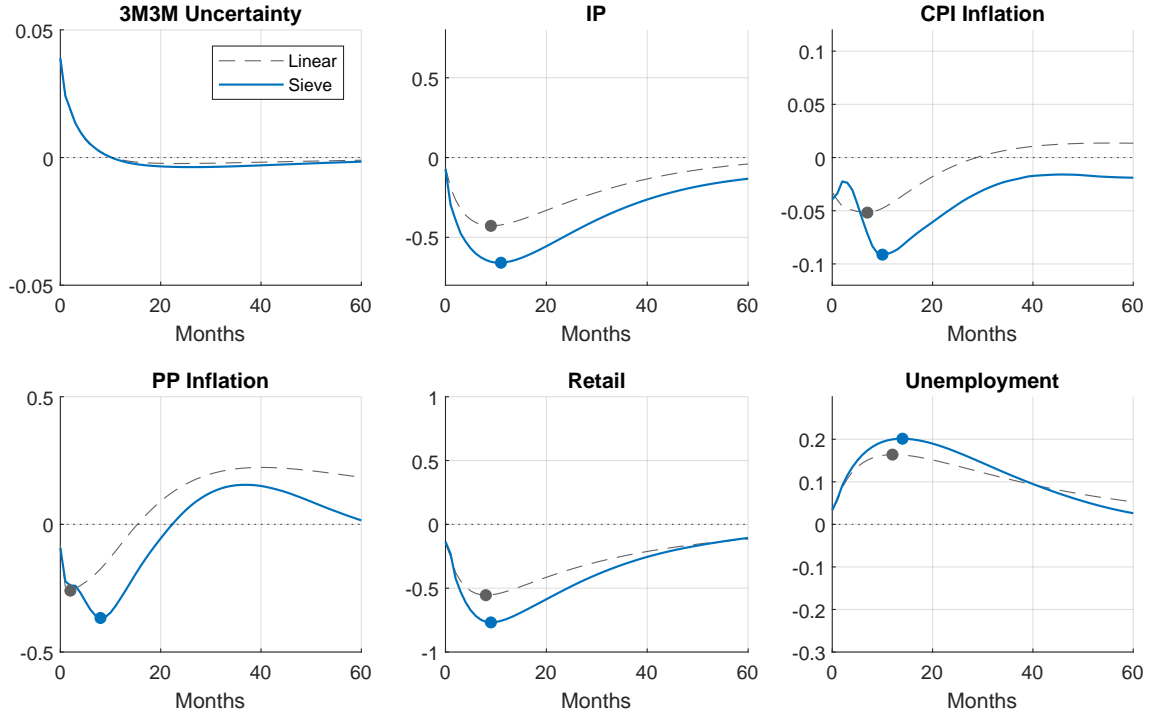 3M3M Uncertainty
0.05
0
-0.05
0 20 40 60
Months
Linear
Sieve
IP
0.5
0
-0.5
0 20 40 60
Months
CPI Inflation
0.1
0.05
0
-0.05
-0.1
0 20 40 60
Months
PP Inflation
0.5
0
-0.5
0 20 40 60
Months
Retail
1
0.5
0
-0.5
-1
0 20 40 60
Months
Unemployment
0.2
0.1
0
-0.1
-0.2
-0.3
0 20 40 60
Months